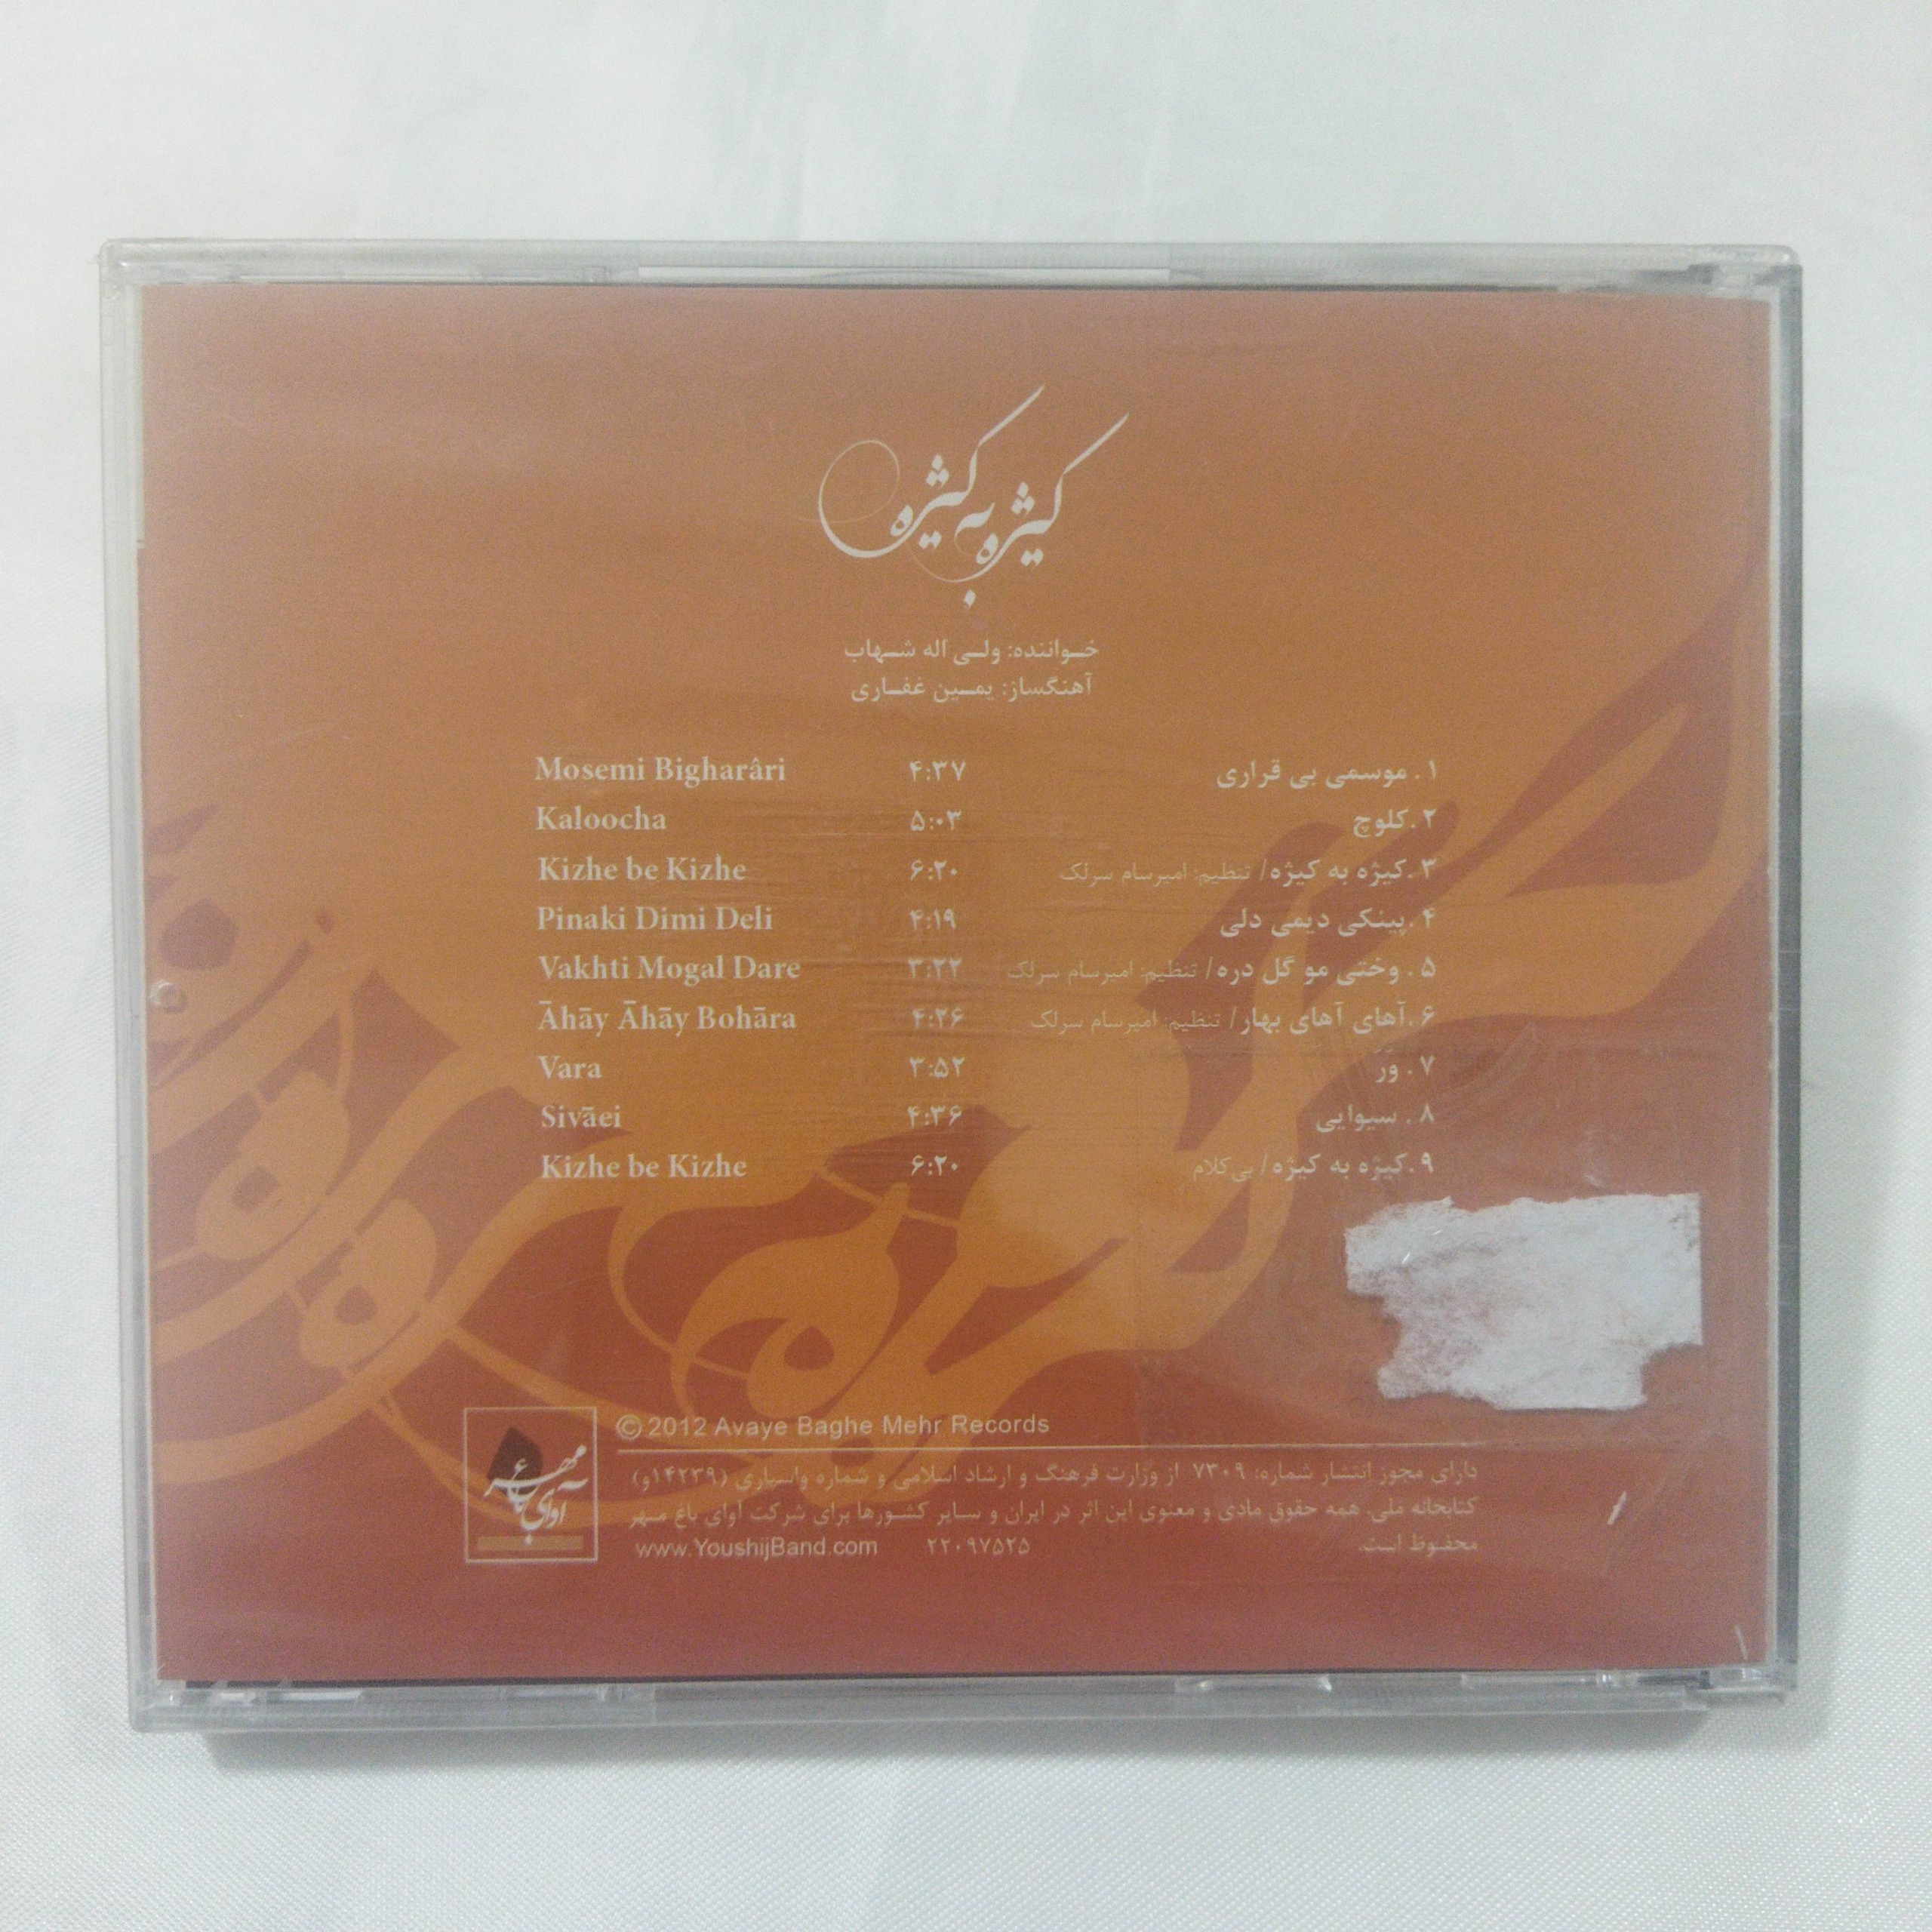 کیژه به کیژه
خواننده: ولی اله شهاب
آهنگساز: یمین غفاری
۱. موسمی بی قراری ۴:۳۷ Mosemi Bigharâri
۲. کلوچ ۵:۰۳ Kaloocha
۳. کیژه به کیژه/ تنظیم: امیرسام سرلک ۶:۲۰ Kizhe be Kizhe
۴. پینکی دیمی دلی ۴:۱۹ Pinaki Dimi Deli
۵. وختی مو گل دره/ تنظیم: امیرسام سرلک ۳:۲۲ Vakhti Mogal Dare
۶. آهای آهای بهار/ تنظیم: امیرسام سرلک ۴:۲۶ Āhāy Āhāy Bohāra
۷. وَرَ ۳:۵۲ Vara
۸. سیوایی ۴:۳۶ Sivāei
۹. کیژه به کیژه/ بی‌کلام ۶:۲۰ Kizhe be Kizhe
آوای باغ مهر
© 2012 Avaye Baghe Mehr Records
دارای مجوز انتشار شماره: ۷۳۰۹ از وزارت فرهنگ و ارشاد اسلامی و شماره واسپاری (۱۴۲۳۹و)
کتابخانه ملی. همه حقوق مادی و معنوی این اثر در ایران و سایر کشورها برای شرکت آوای باغ مهر
محفوظ است. ۲۲۰۹۷۵۲۵ www.YoushijBand.com